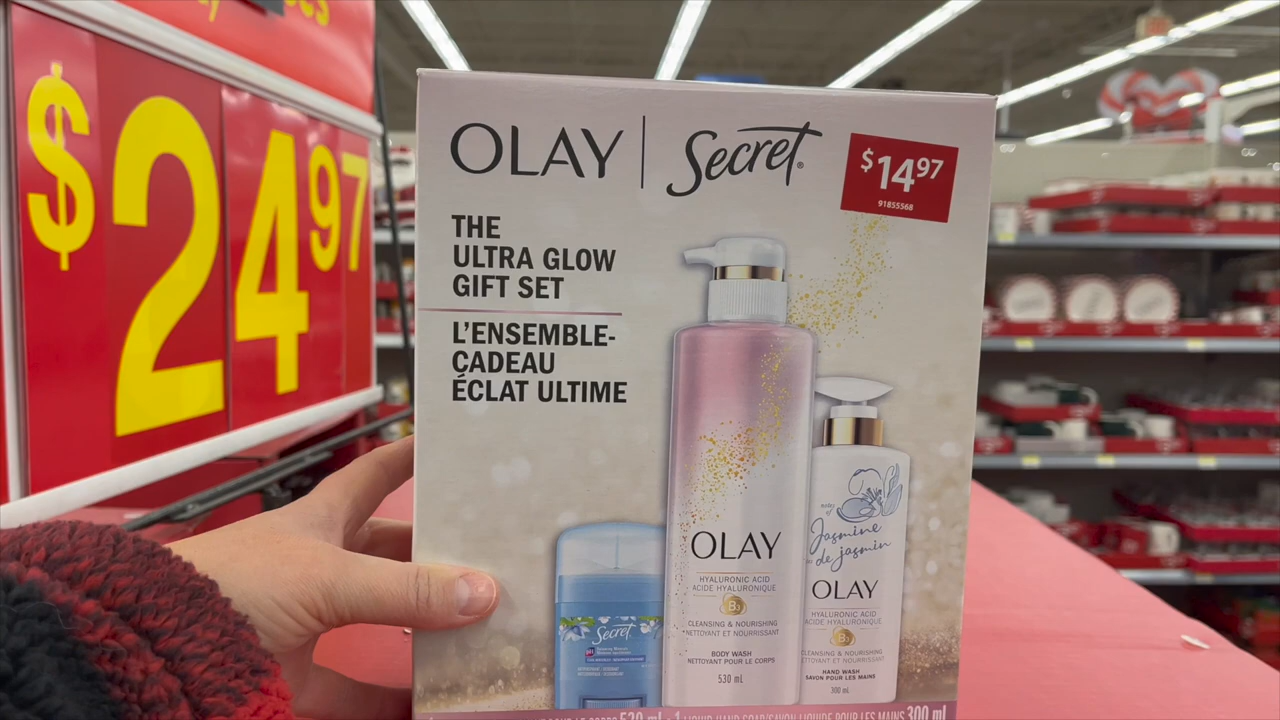 $24.97
OLAY | Secret®
$14.97
91855568
THE
ULTRA GLOW
GIFT SET
L'ENSEMBLE-
CADEAU
ÉCLAT ULTIME
OLAY
HYALURONIC ACID
ACIDE HYALURONIQUE
B3
CLEANSING & NOURISHING
NETTOYANT ET NOURRISSANT
BODY WASH
NETTOYANT POUR LE CORPS
530 mL
notes of
Jasmine
de jasmin
OLAY
HYALURONIC ACID
ACIDE HYALURONIQUE
B3
CLEANSING & NOURISHING
NETTOYANT ET NOURRISSANT
HAND WASH
SAVON POUR LES MAINS
300 mL
Secret
530 ml • 1 LIQUID HAND SOAP/SAVON LIQUIDE POUR LES MAINS 300 ml